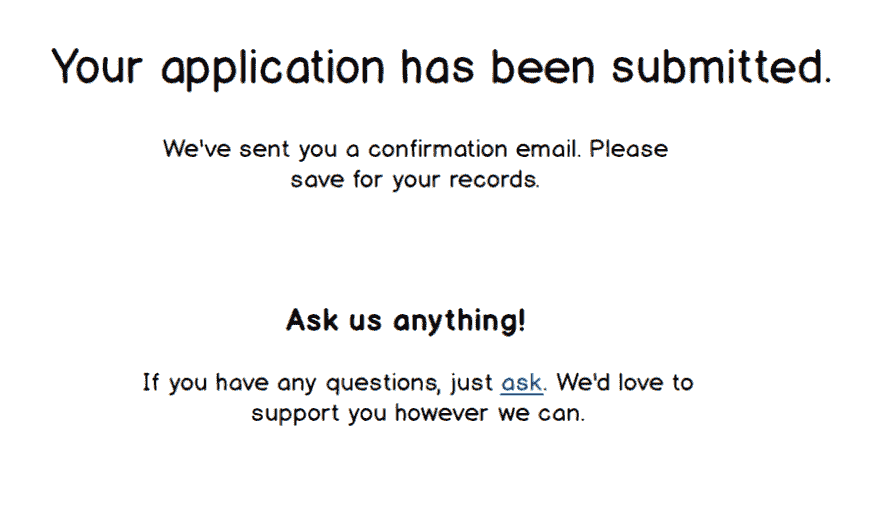 Your application has been submitted.
We've sent you a confirmation email. Please
save for your records.
Ask us anything!
If you have any questions, just ask. We'd love to
support you however we can.